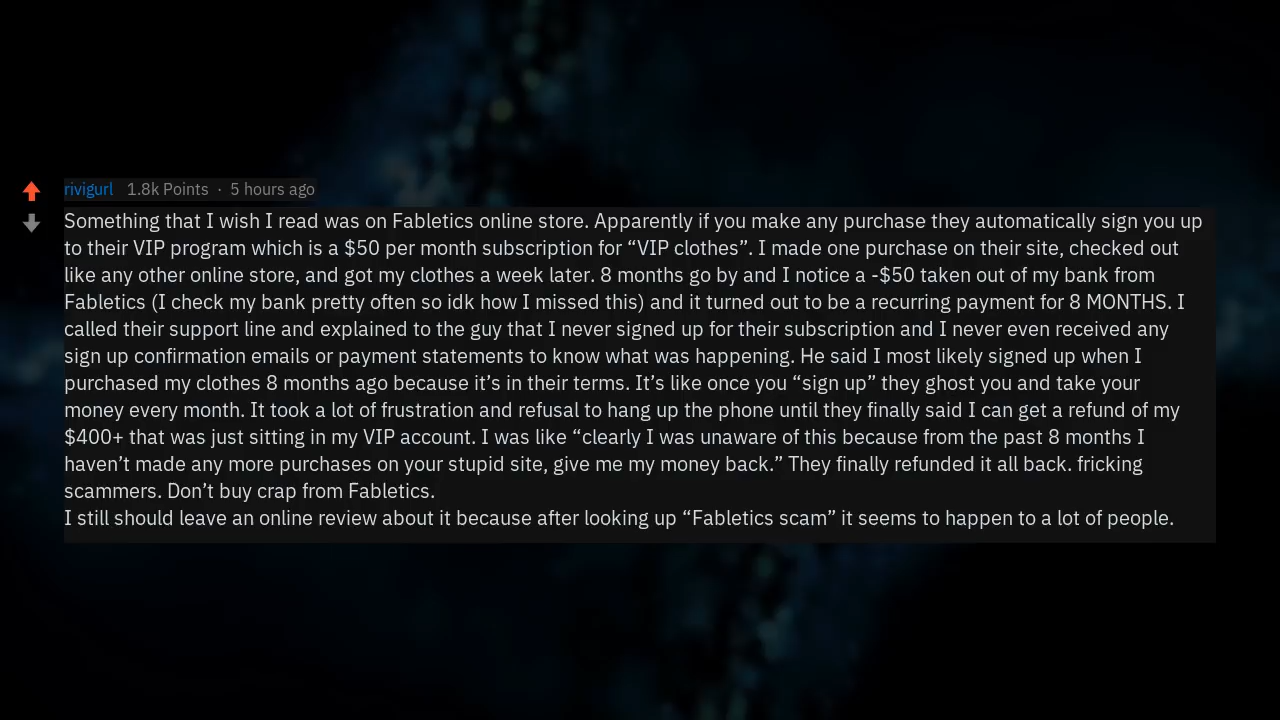 rivigurl 1.8k Points · 5 hours ago
Something that I wish I read was on Fabletics online store. Apparently if you make any purchase they automatically sign you up
to their VIP program which is a $50 per month subscription for “VIP clothes”. I made one purchase on their site, checked out
like any other online store, and got my clothes a week later. 8 months go by and I notice a -$50 taken out of my bank from
Fabletics (I check my bank pretty often so idk how I missed this) and it turned out to be a recurring payment for 8 MONTHS. I
called their support line and explained to the guy that I never signed up for their subscription and I never even received any
sign up confirmation emails or payment statements to know what was happening. He said I most likely signed up when I
purchased my clothes 8 months ago because it’s in their terms. It’s like once you “sign up” they ghost you and take your
money every month. It took a lot of frustration and refusal to hang up the phone until they finally said I can get a refund of my
$400+ that was just sitting in my VIP account. I was like “clearly I was unaware of this because from the past 8 months I
haven’t made any more purchases on your stupid site, give me my money back.” They finally refunded it all back. fricking
scammers. Don’t buy crap from Fabletics.
I still should leave an online review about it because after looking up “Fabletics scam” it seems to happen to a lot of people.